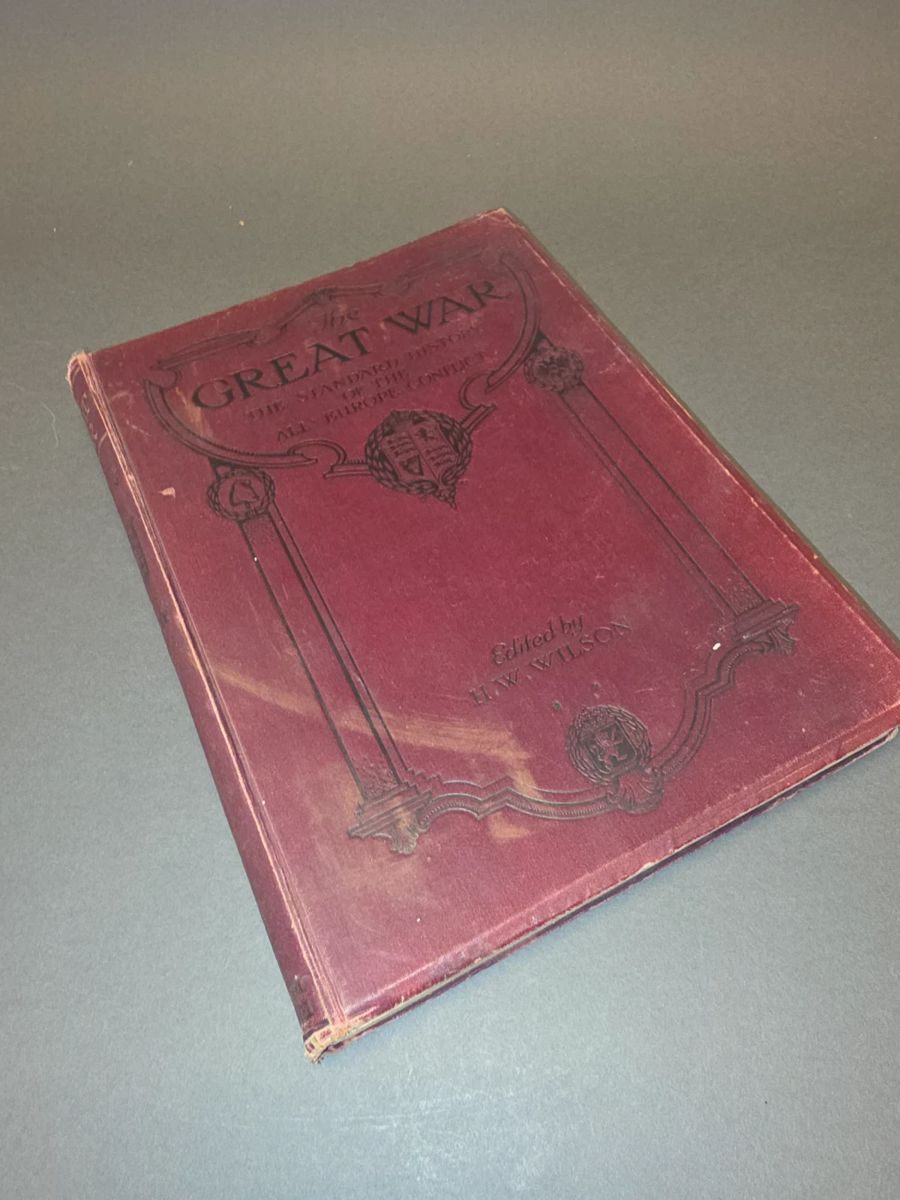 The
GREAT WAR
THE STANDARD HISTORY
OF THE
ALL EUROPE CONFLICT
Edited by
H. W. WILSON